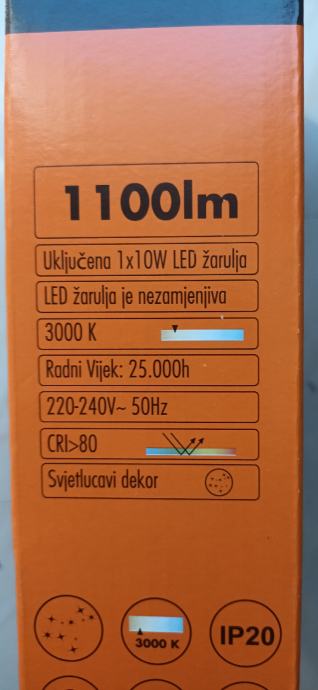 1100lm
Uključena 1x10W LED žarulja
LED žarulja je nezamjenjiva
3000 K
Radni Vijek: 25.000h
220-240V~ 50Hz
CRI>80
Svjetlucavi dekor
3000 K
IP20